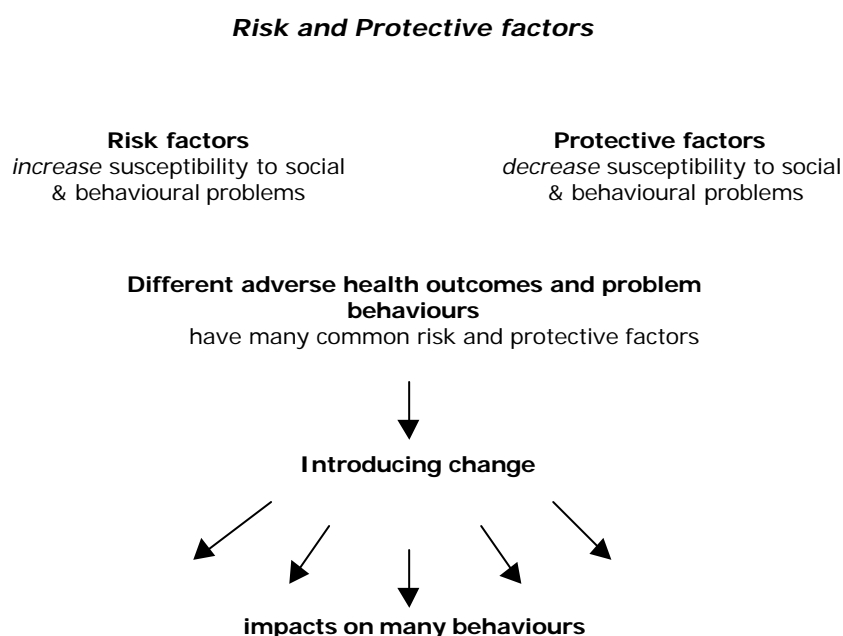 Risk and Protective factors
Risk factors
increase susceptibility to social
& behavioural problems
Protective factors
decrease susceptibility to social
& behavioural problems
Different adverse health outcomes and problem
behaviours
have many common risk and protective factors
Introducing change
impacts on many behaviours